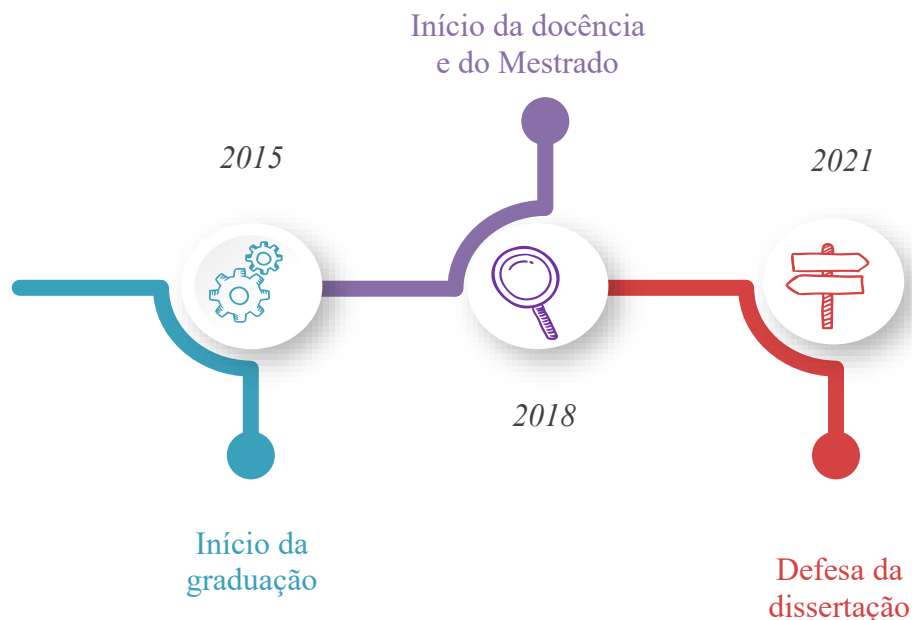 Início da docência
e do Mestrado
2015
2021
2018
Início da
graduação
Defesa da
dissertação